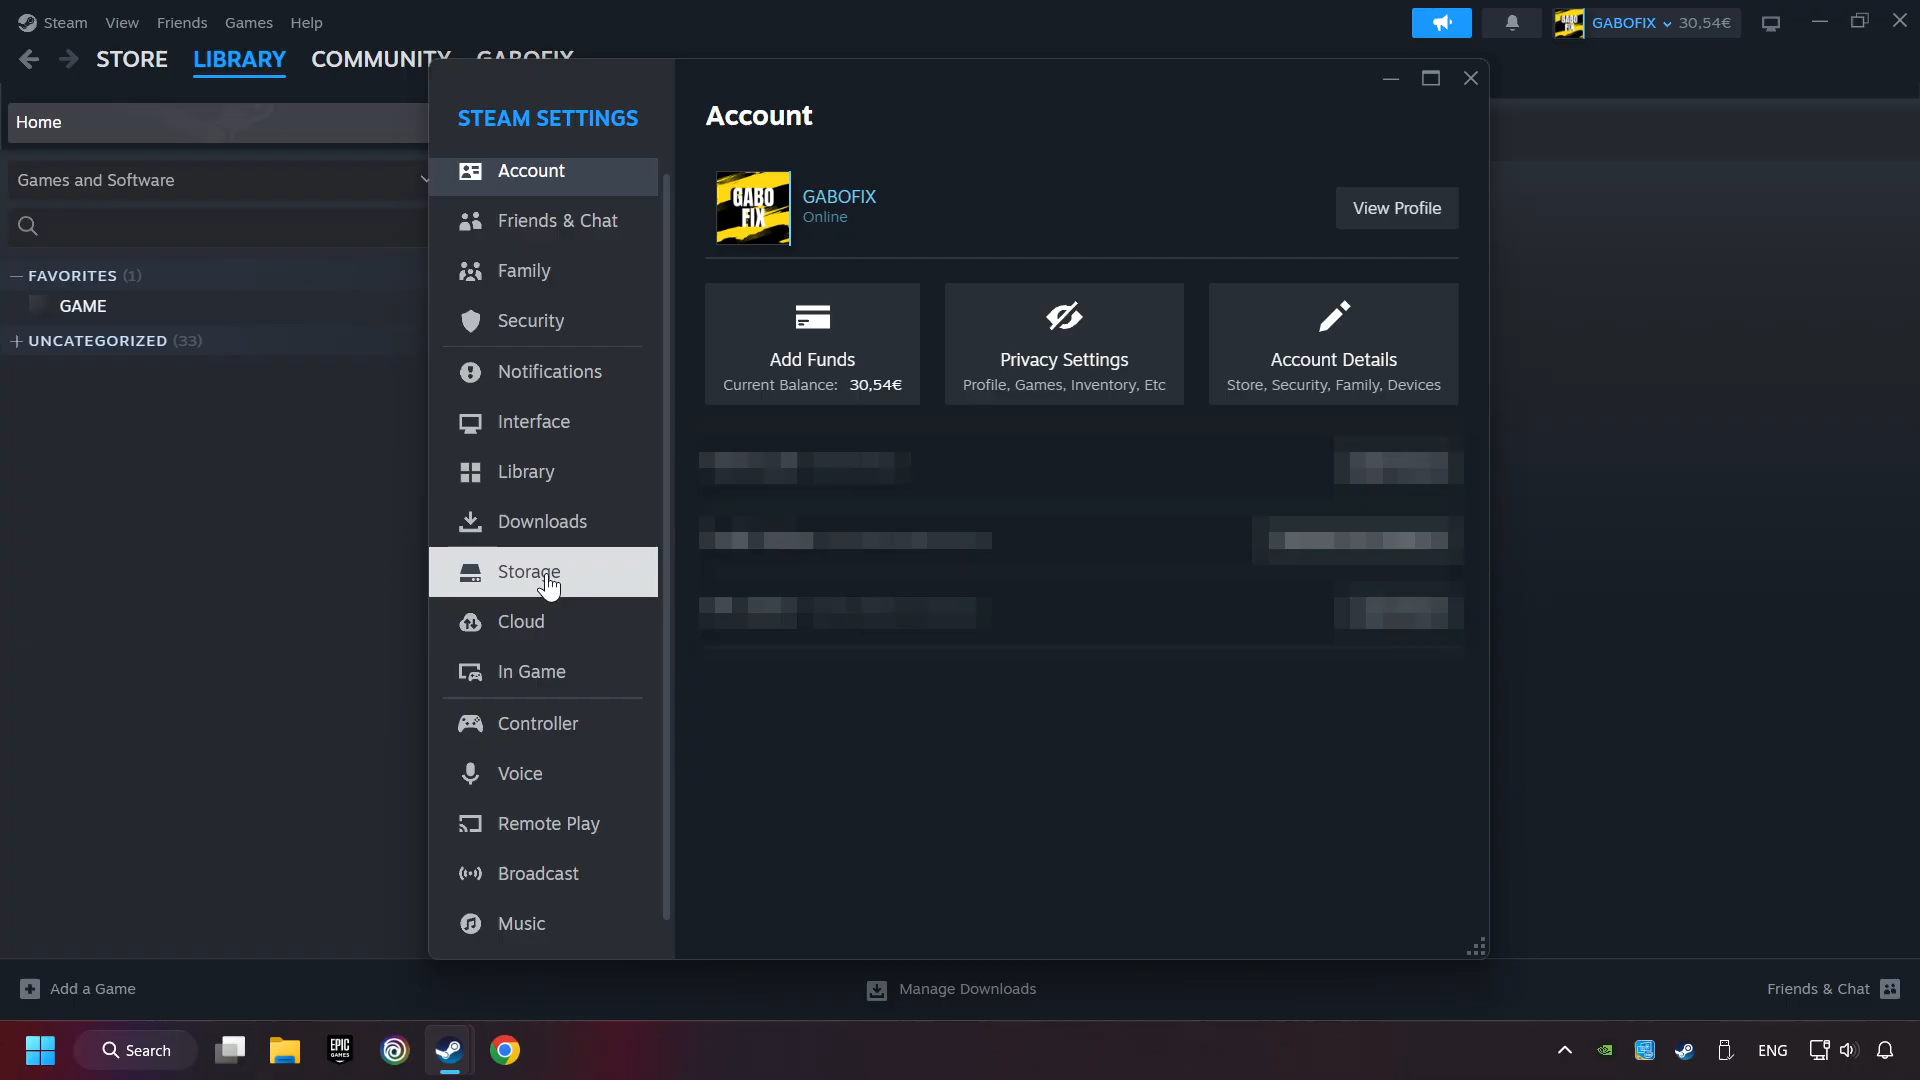 Steam View Friends Games Help
GABOFIX 30,54€
STORE LIBRARY COMMUNITY GABOFIX
Home
Games and Software
FAVORITES (1)
GAME
UNCATEGORIZED (33)
STEAM SETTINGS
Account
Friends & Chat
Family
Security
Notifications
Interface
Library
Downloads
Storage
Cloud
In Game
Controller
Voice
Remote Play
Broadcast
Music
Account
GABO
FIX
GABOFIX
Online
View Profile
Add Funds
Current Balance: 30,54€
Privacy Settings
Profile, Games, Inventory, Etc
Account Details
Store, Security, Family, Devices
Add a Game
Manage Downloads
Friends & Chat
Search
EPIC
GAMES
ENG